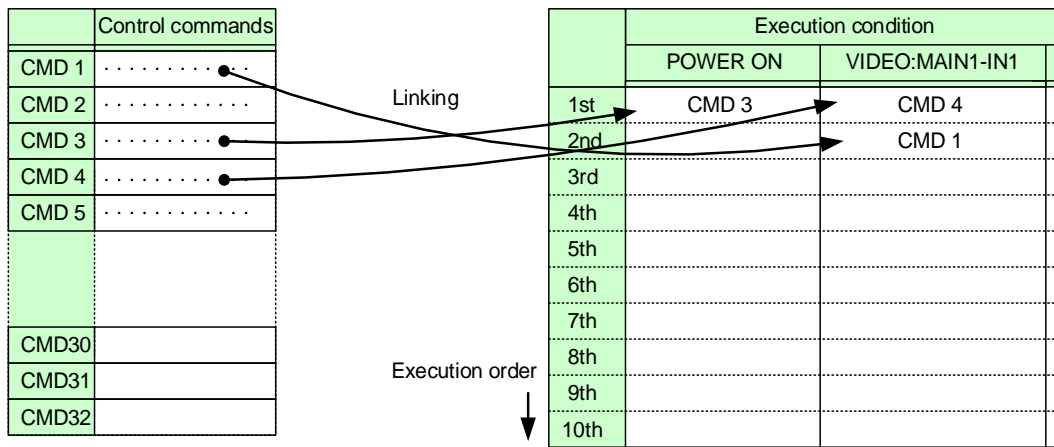 Control commands
CMD 1 . . . . . . . . . . . .
CMD 2 . . . . . . . . . . . .
CMD 3 . . . . . . . . . . . .
CMD 4 . . . . . . . . . . . .
CMD 5 . . . . . . . . . . . .
CMD30
CMD31
CMD32
Linking
Execution order
Execution condition
POWER ON VIDEO:MAIN1-IN1
1st CMD 3 CMD 4
2nd CMD 1
3rd
4th
5th
6th
7th
8th
9th
10th